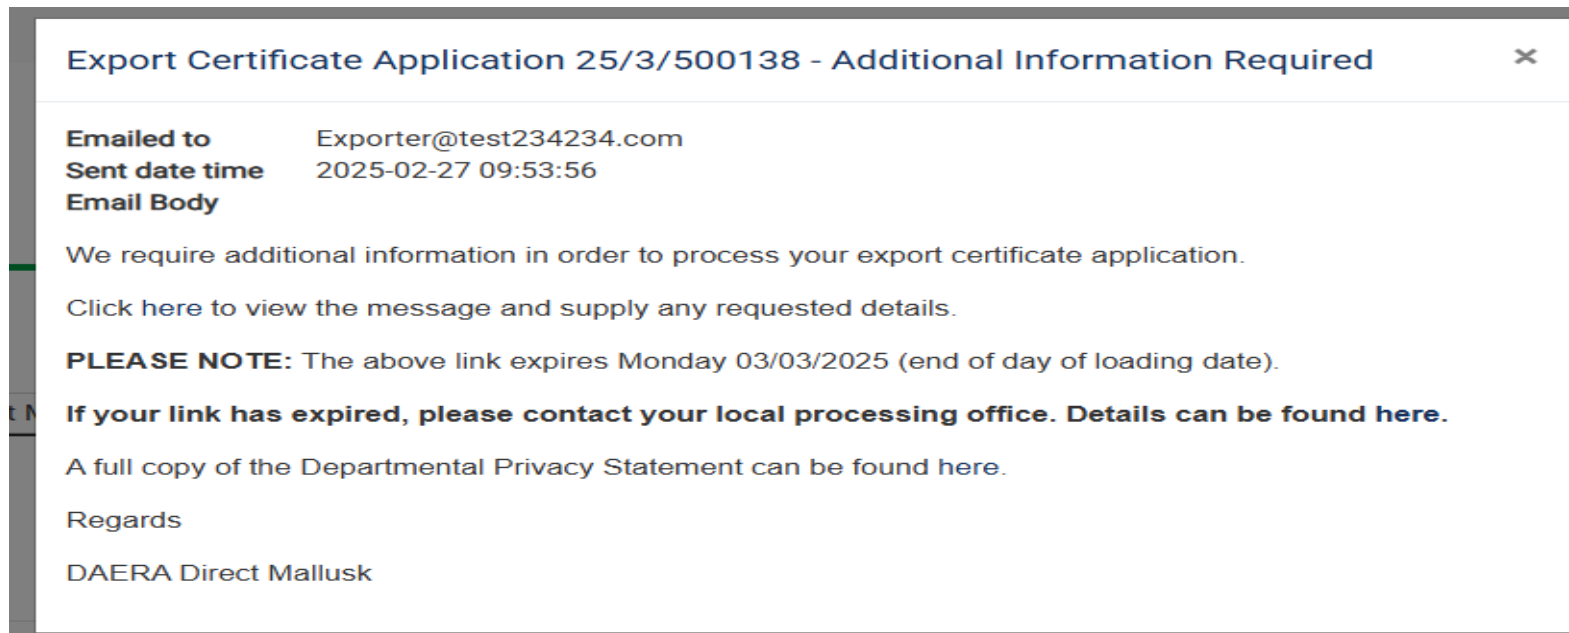 Export Certificate Application 25/3/500138 - Additional Information Required ×
Emailed to Exporter@test234234.com
Sent date time 2025-02-27 09:53:56
Email Body
We require additional information in order to process your export certificate application.
Click here to view the message and supply any requested details.
PLEASE NOTE: The above link expires Monday 03/03/2025 (end of day of loading date).
If your link has expired, please contact your local processing office. Details can be found here.
A full copy of the Departmental Privacy Statement can be found here.
Regards
DAERA Direct Mallusk